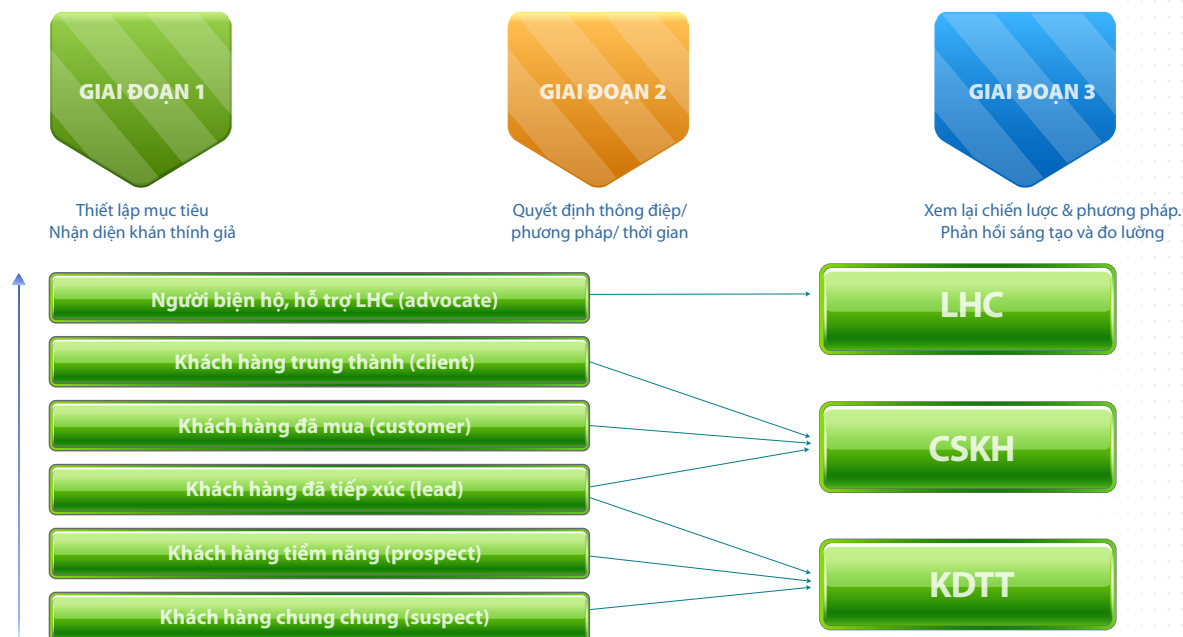 GIAI ĐOẠN 1
GIAI ĐOẠN 2
GIAI ĐOẠN 3
Thiết lập mục tiêu
Nhận diện khán thính giả
Quyết định thông điệp/
phương pháp/ thời gian
Xem lại chiến lược & phương pháp.
Phản hồi sáng tạo và đo lường
Người biện hộ, hỗ trợ LHC (advocate)
Khách hàng trung thành (client)
Khách hàng đã mua (customer)
Khách hàng đã tiếp xúc (lead)
Khách hàng tiềm năng (prospect)
Khách hàng chung chung (suspect)
LHC
CSKH
KDTT